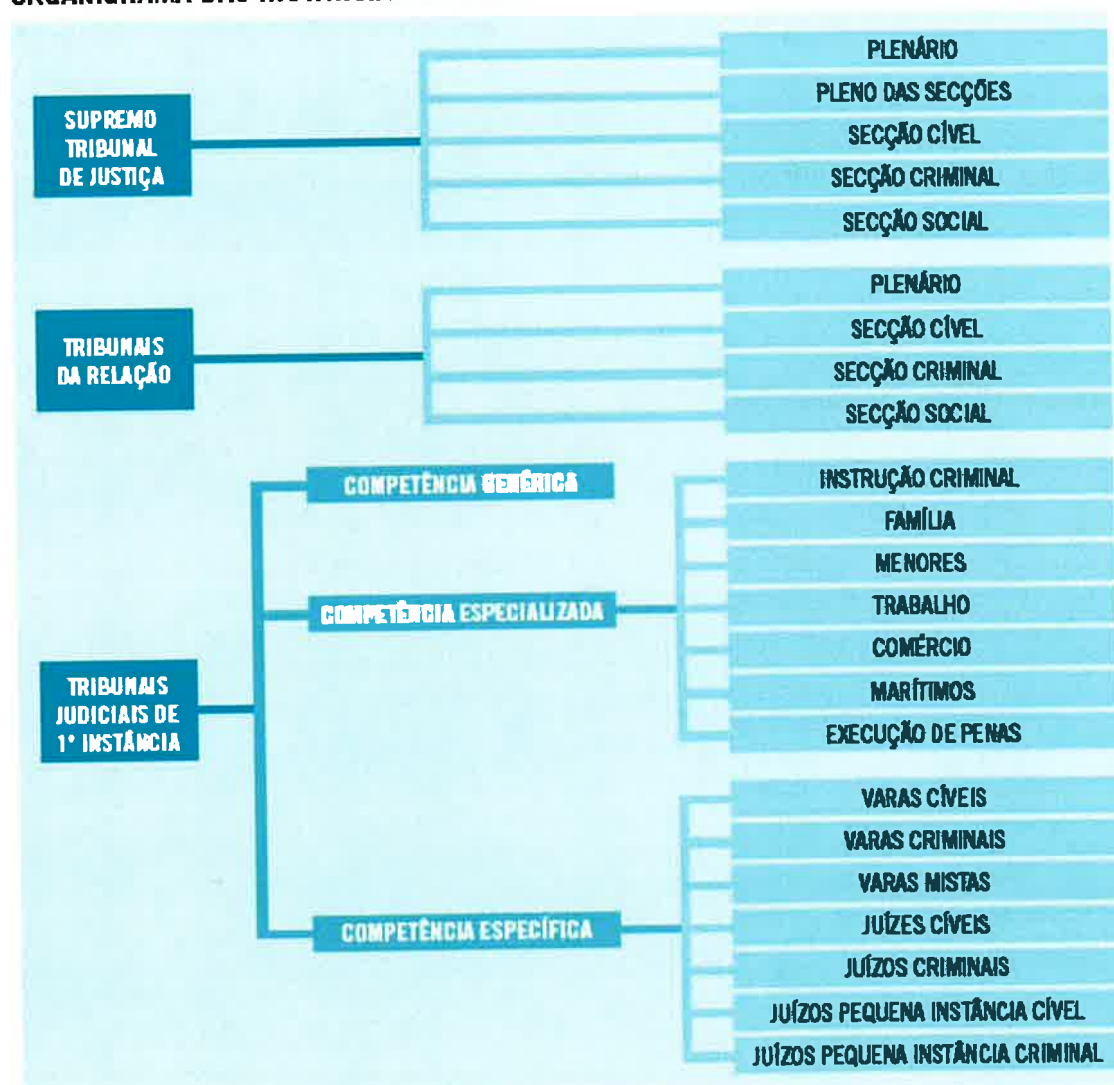 SUPREMO
TRIBUNAL
DE JUSTIÇA
PLENÁRIO
PLENO DAS SECÇÕES
SECÇÃO CÍVEL
SECÇÃO CRIMINAL
SECÇÃO SOCIAL
TRIBUNAIS
DA RELAÇÃO
PLENÁRIO
SECÇÃO CÍVEL
SECÇÃO CRIMINAL
SECÇÃO SOCIAL
TRIBUNAIS
JUDICIAIS DE
1ª INSTÂNCIA
COMPETÊNCIA GENÉRICA
COMPETÊNCIA ESPECIALIZADA
INSTRUÇÃO CRIMINAL
FAMÍLIA
MENORES
TRABALHO
COMÉRCIO
MARÍTIMOS
EXECUÇÃO DE PENAS
COMPETÊNCIA ESPECÍFICA
VARAS CÍVEIS
VARAS CRIMINAIS
VARAS MISTAS
JUÍZES CÍVEIS
JUÍZOS CRIMINAIS
JUÍZOS PEQUENA INSTÂNCIA CÍVEL
JUÍZOS PEQUENA INSTÂNCIA CRIMINAL